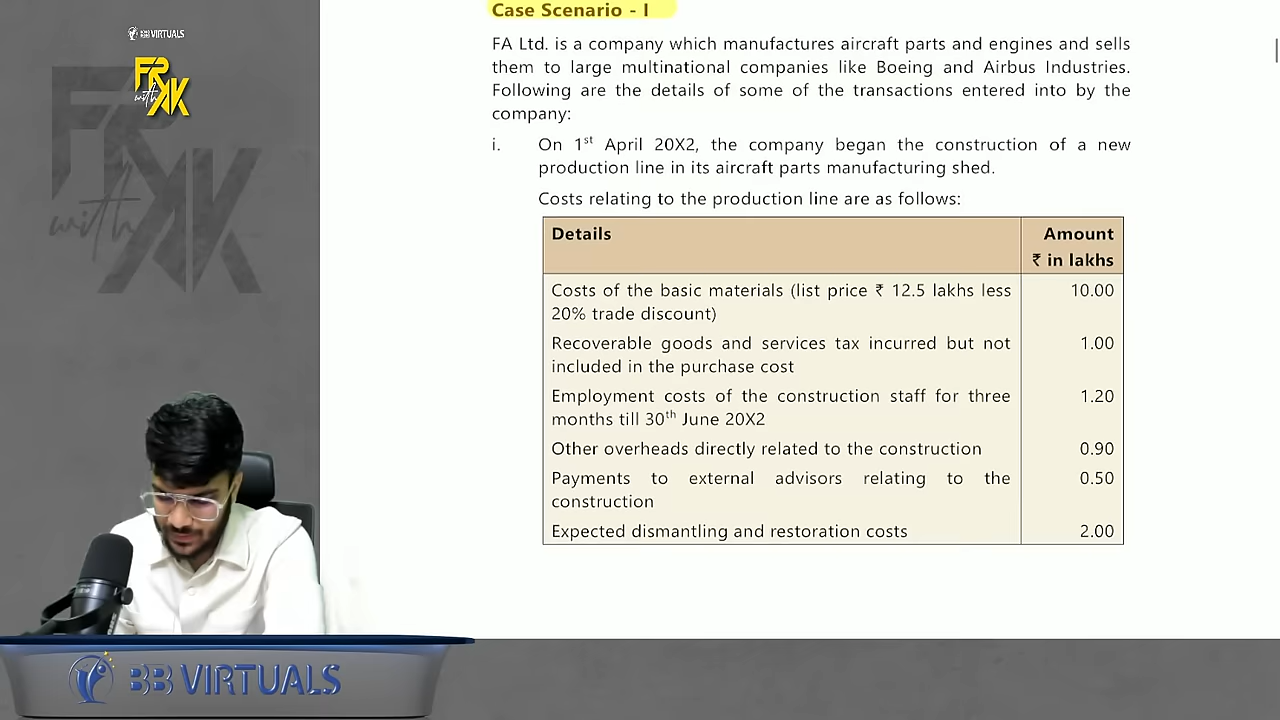 Case Scenario - I
BB VIRTUALS
FA Ltd. is a company which manufactures aircraft parts and engines and sells
them to large multinational companies like Boeing and Airbus Industries.
Following are the details of some of the transactions entered into by the
company:
FR
with
AK
i. On 1st April 20X2, the company began the construction of a new
production line in its aircraft parts manufacturing shed.
Costs relating to the production line are as follows:
Details Amount
₹ in lakhs
Costs of the basic materials (list price ₹ 12.5 lakhs less 10.00
20% trade discount)
Recoverable goods and services tax incurred but not 1.00
included in the purchase cost
Employment costs of the construction staff for three 1.20
months till 30th June 20X2
Other overheads directly related to the construction 0.90
Payments to external advisors relating to the 0.50
construction
Expected dismantling and restoration costs 2.00
FR
with
AK
BB VIRTUALS